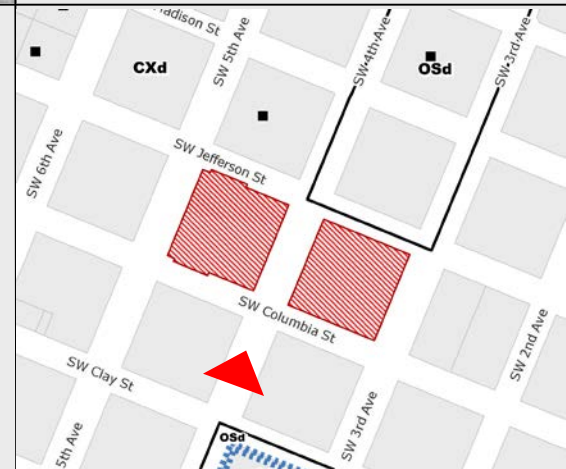 adison St
SW 5th Ave
SW 4th Ave
SW 3rd Ave
CXd
OSd
SW 6th Ave
SW Jefferson St
SW Columbia St
SW 2nd Ave
SW Clay St
SW 3rd Ave
5th Ave
OSd